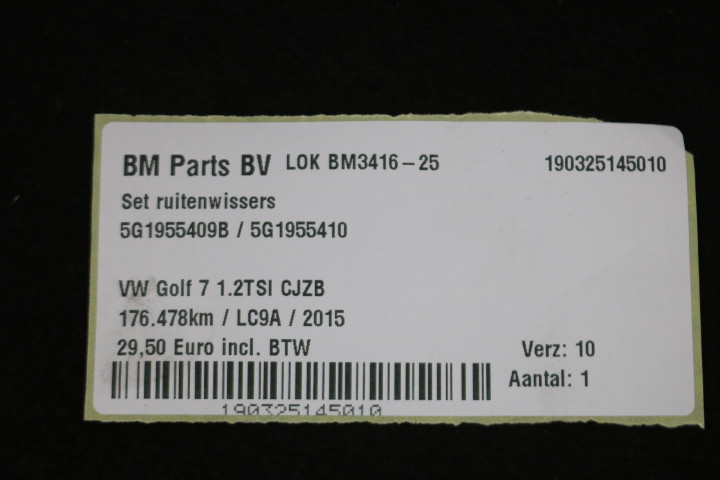 BM Parts BV LOK BM3416-25 190325145010
Set ruitenwissers
5G1955409B / 5G1955410
VW Golf 7 1.2TSI CJZB
176.478km / LC9A / 2015
29,50 Euro incl. BTW Verz: 10
Aantal: 1
190325145010